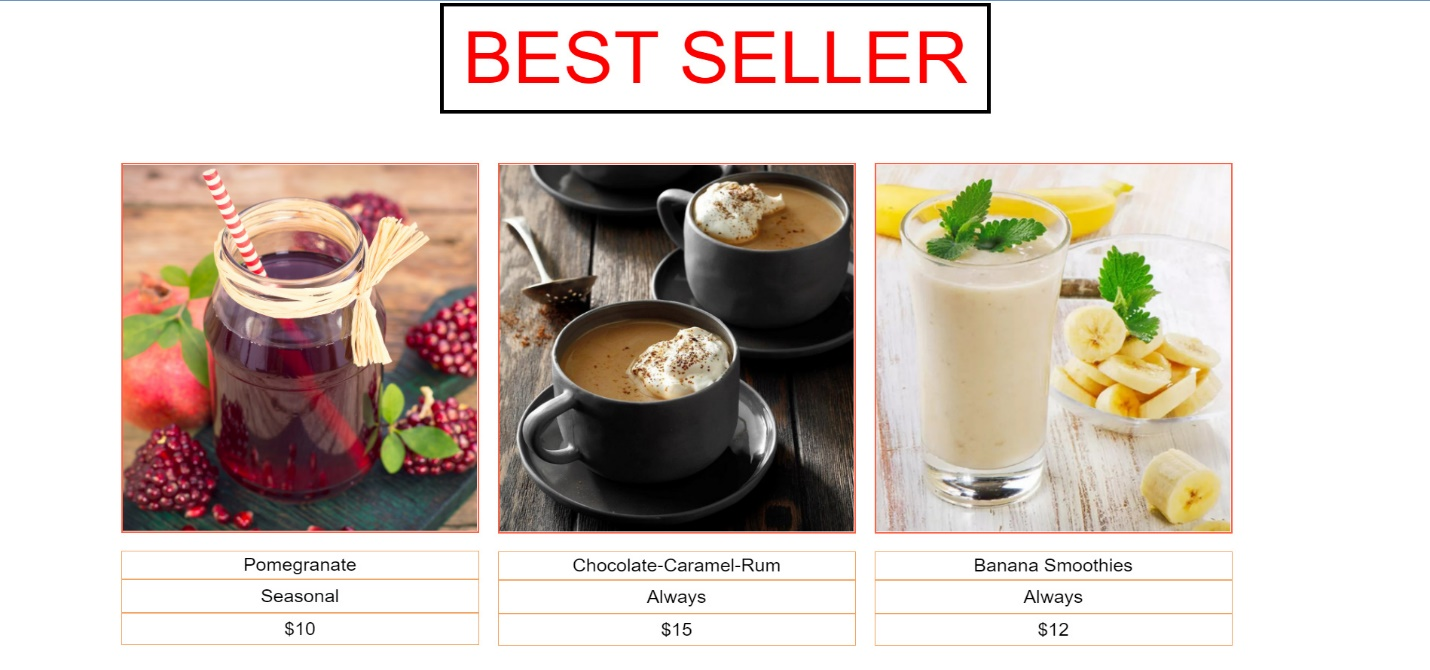 BEST SELLER
Pomegranate
Seasonal
$10
Chocolate-Caramel-Rum
Always
$15
Banana Smoothies
Always
$12